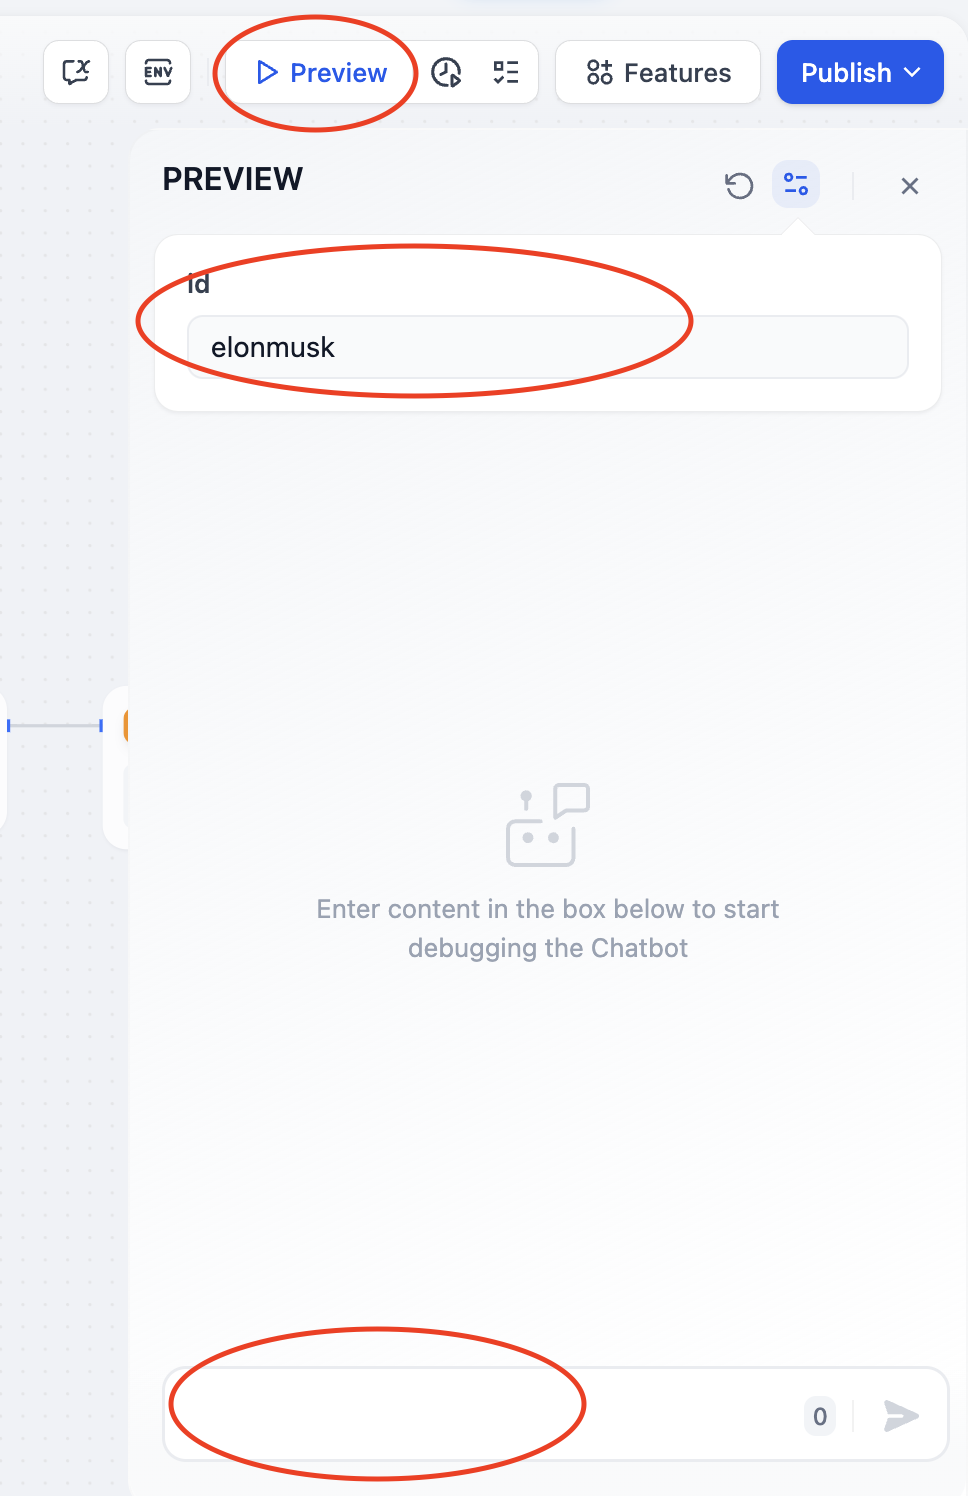 ENV
Preview
Features
Publish
PREVIEW
id
elonmusk
Enter content in the box below to start
debugging the Chatbot
0